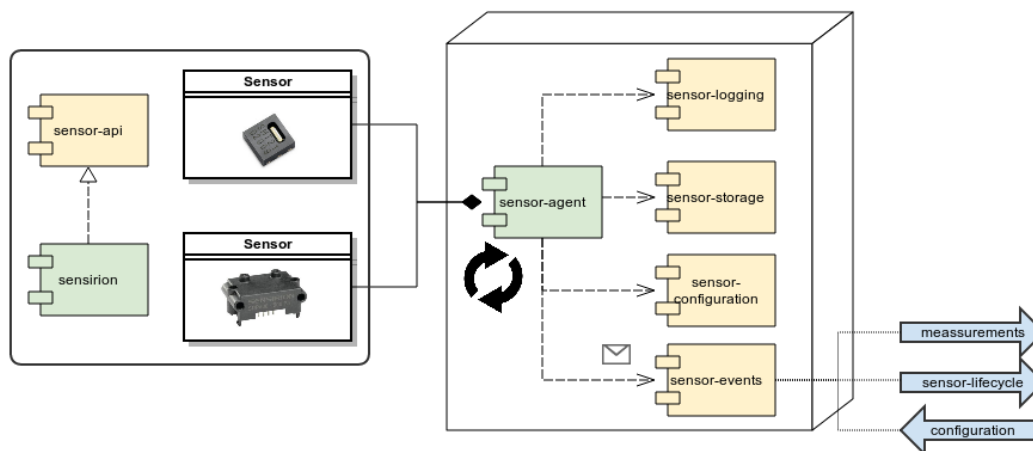 Sensor
sensor-api
sensirion
Sensor
sensor-logging
sensor-agent
sensor-storage
sensor-
configuration
sensor-events
meassurements
sensor-lifecycle
configuration